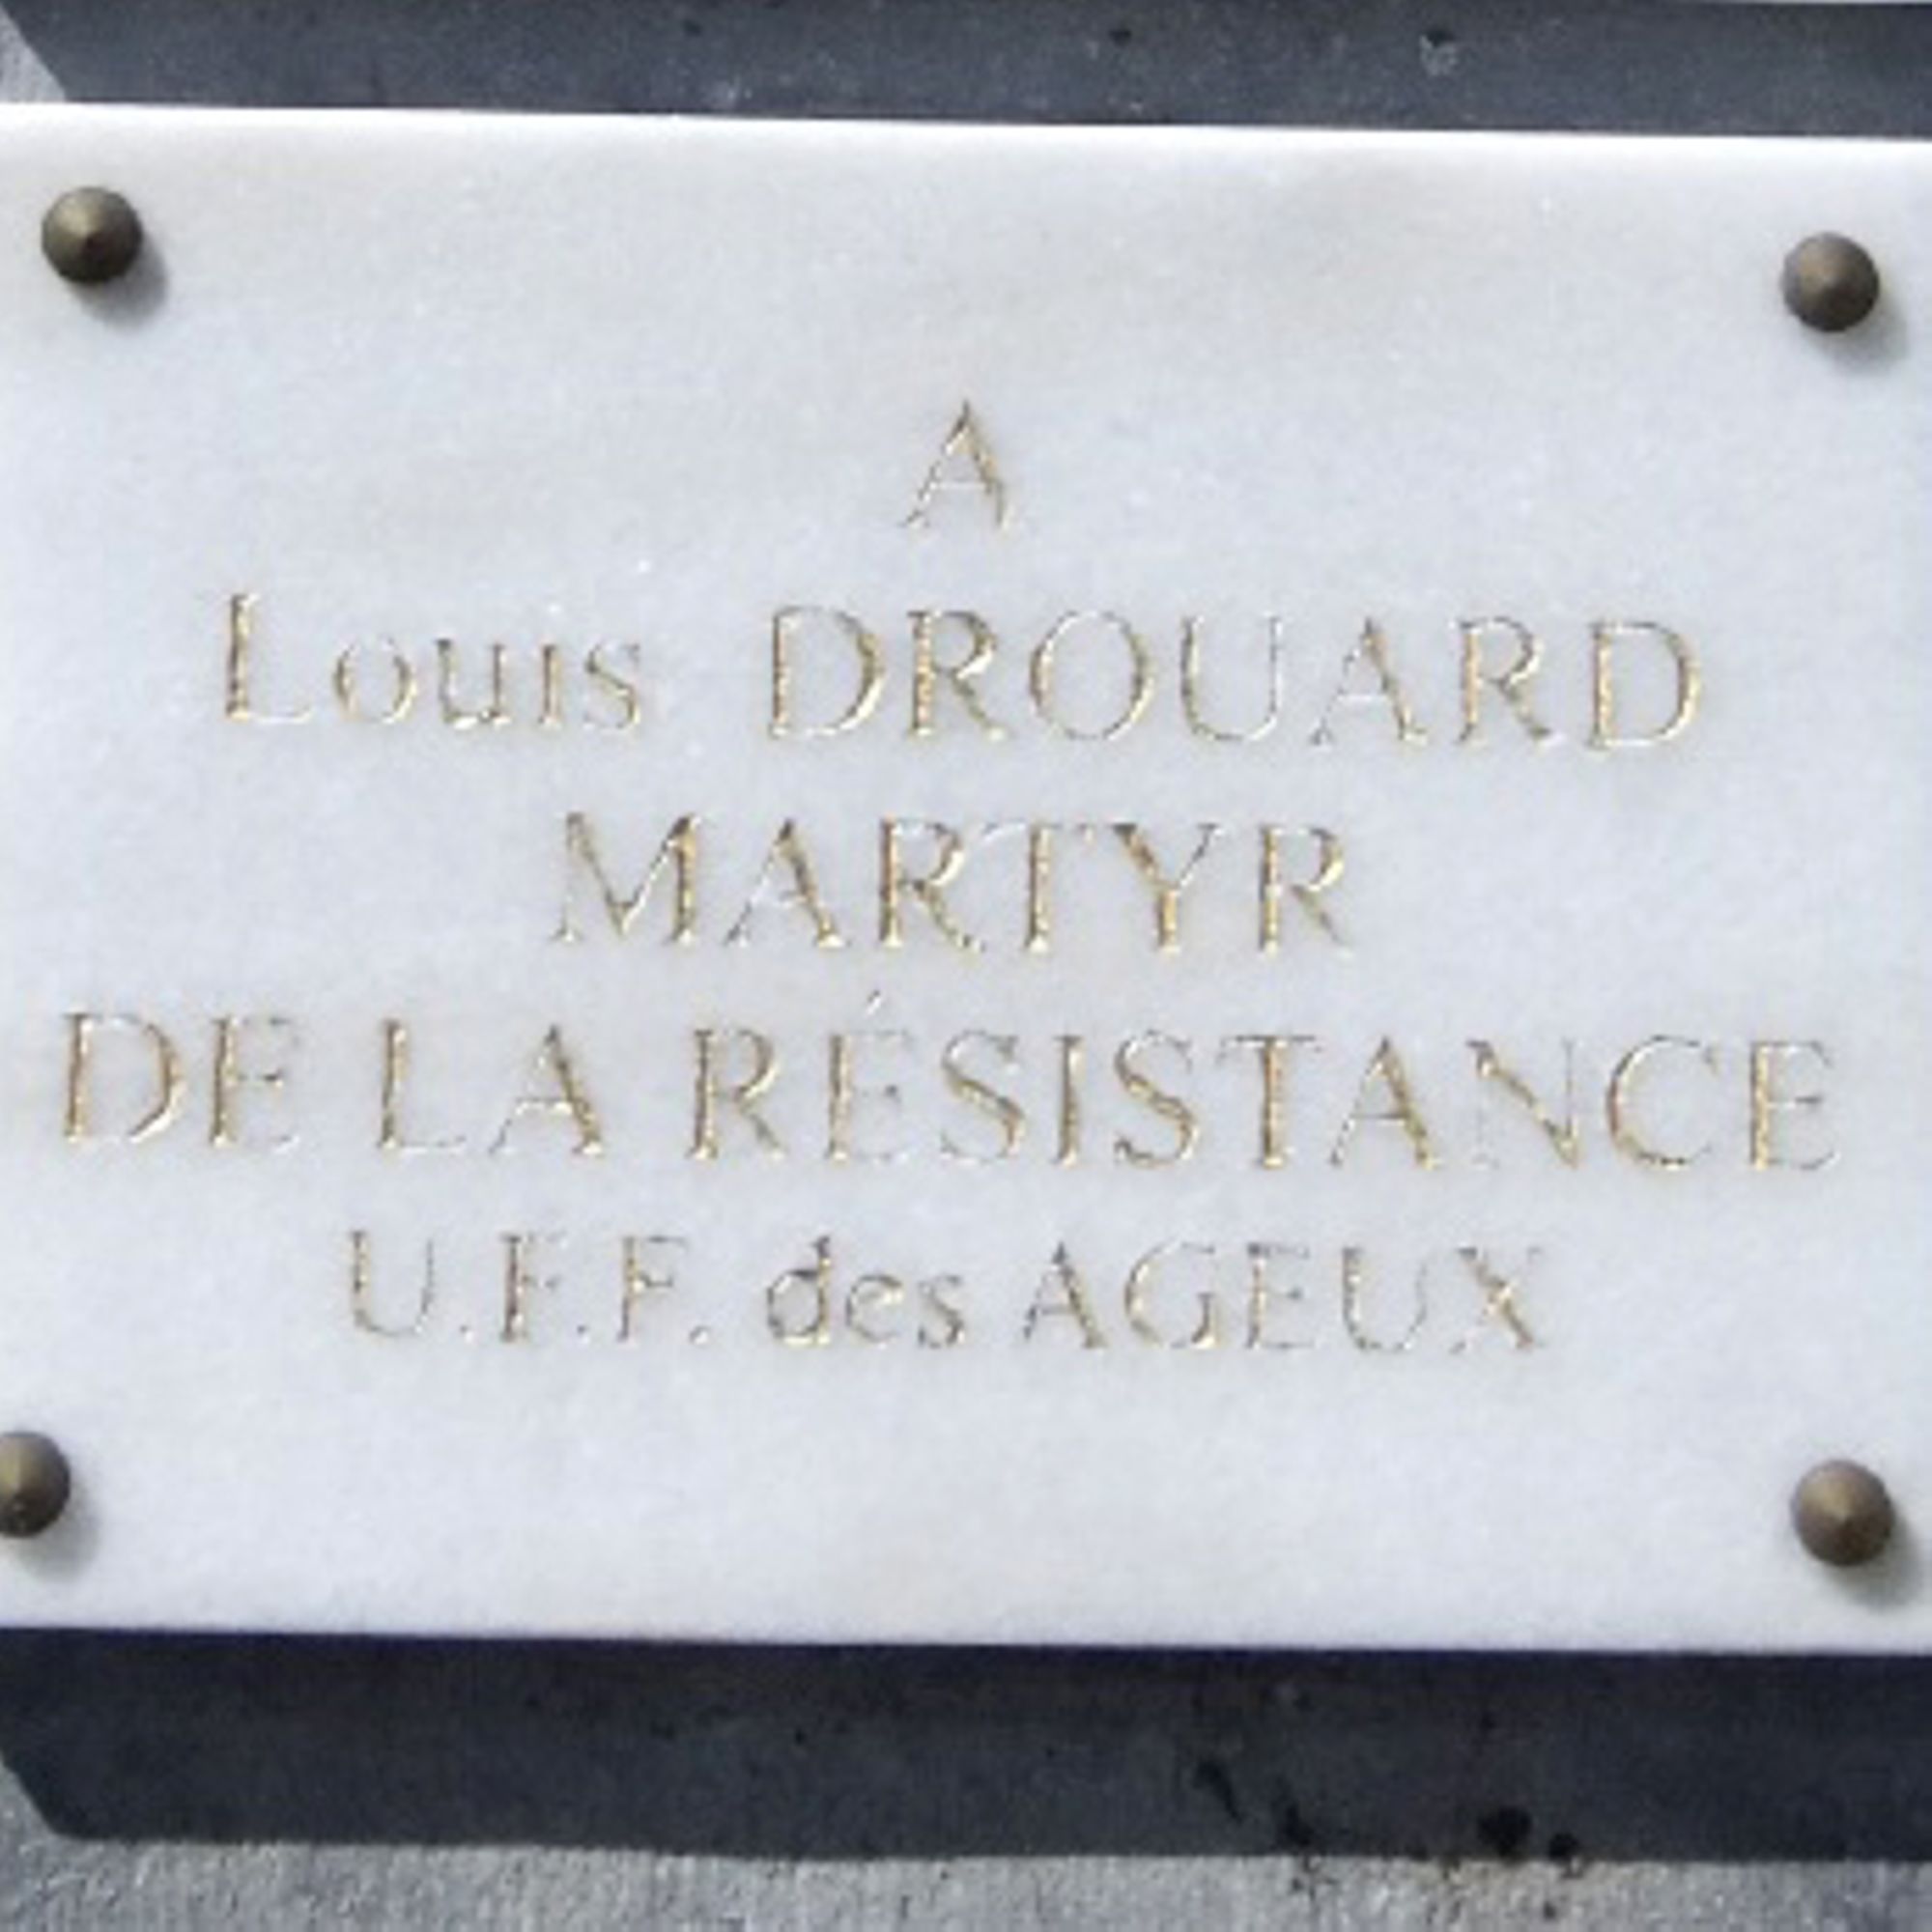 A
Louis DROUARD
MARTYR
DE LA RÉSISTANCE
U.F.F. des AGEUX